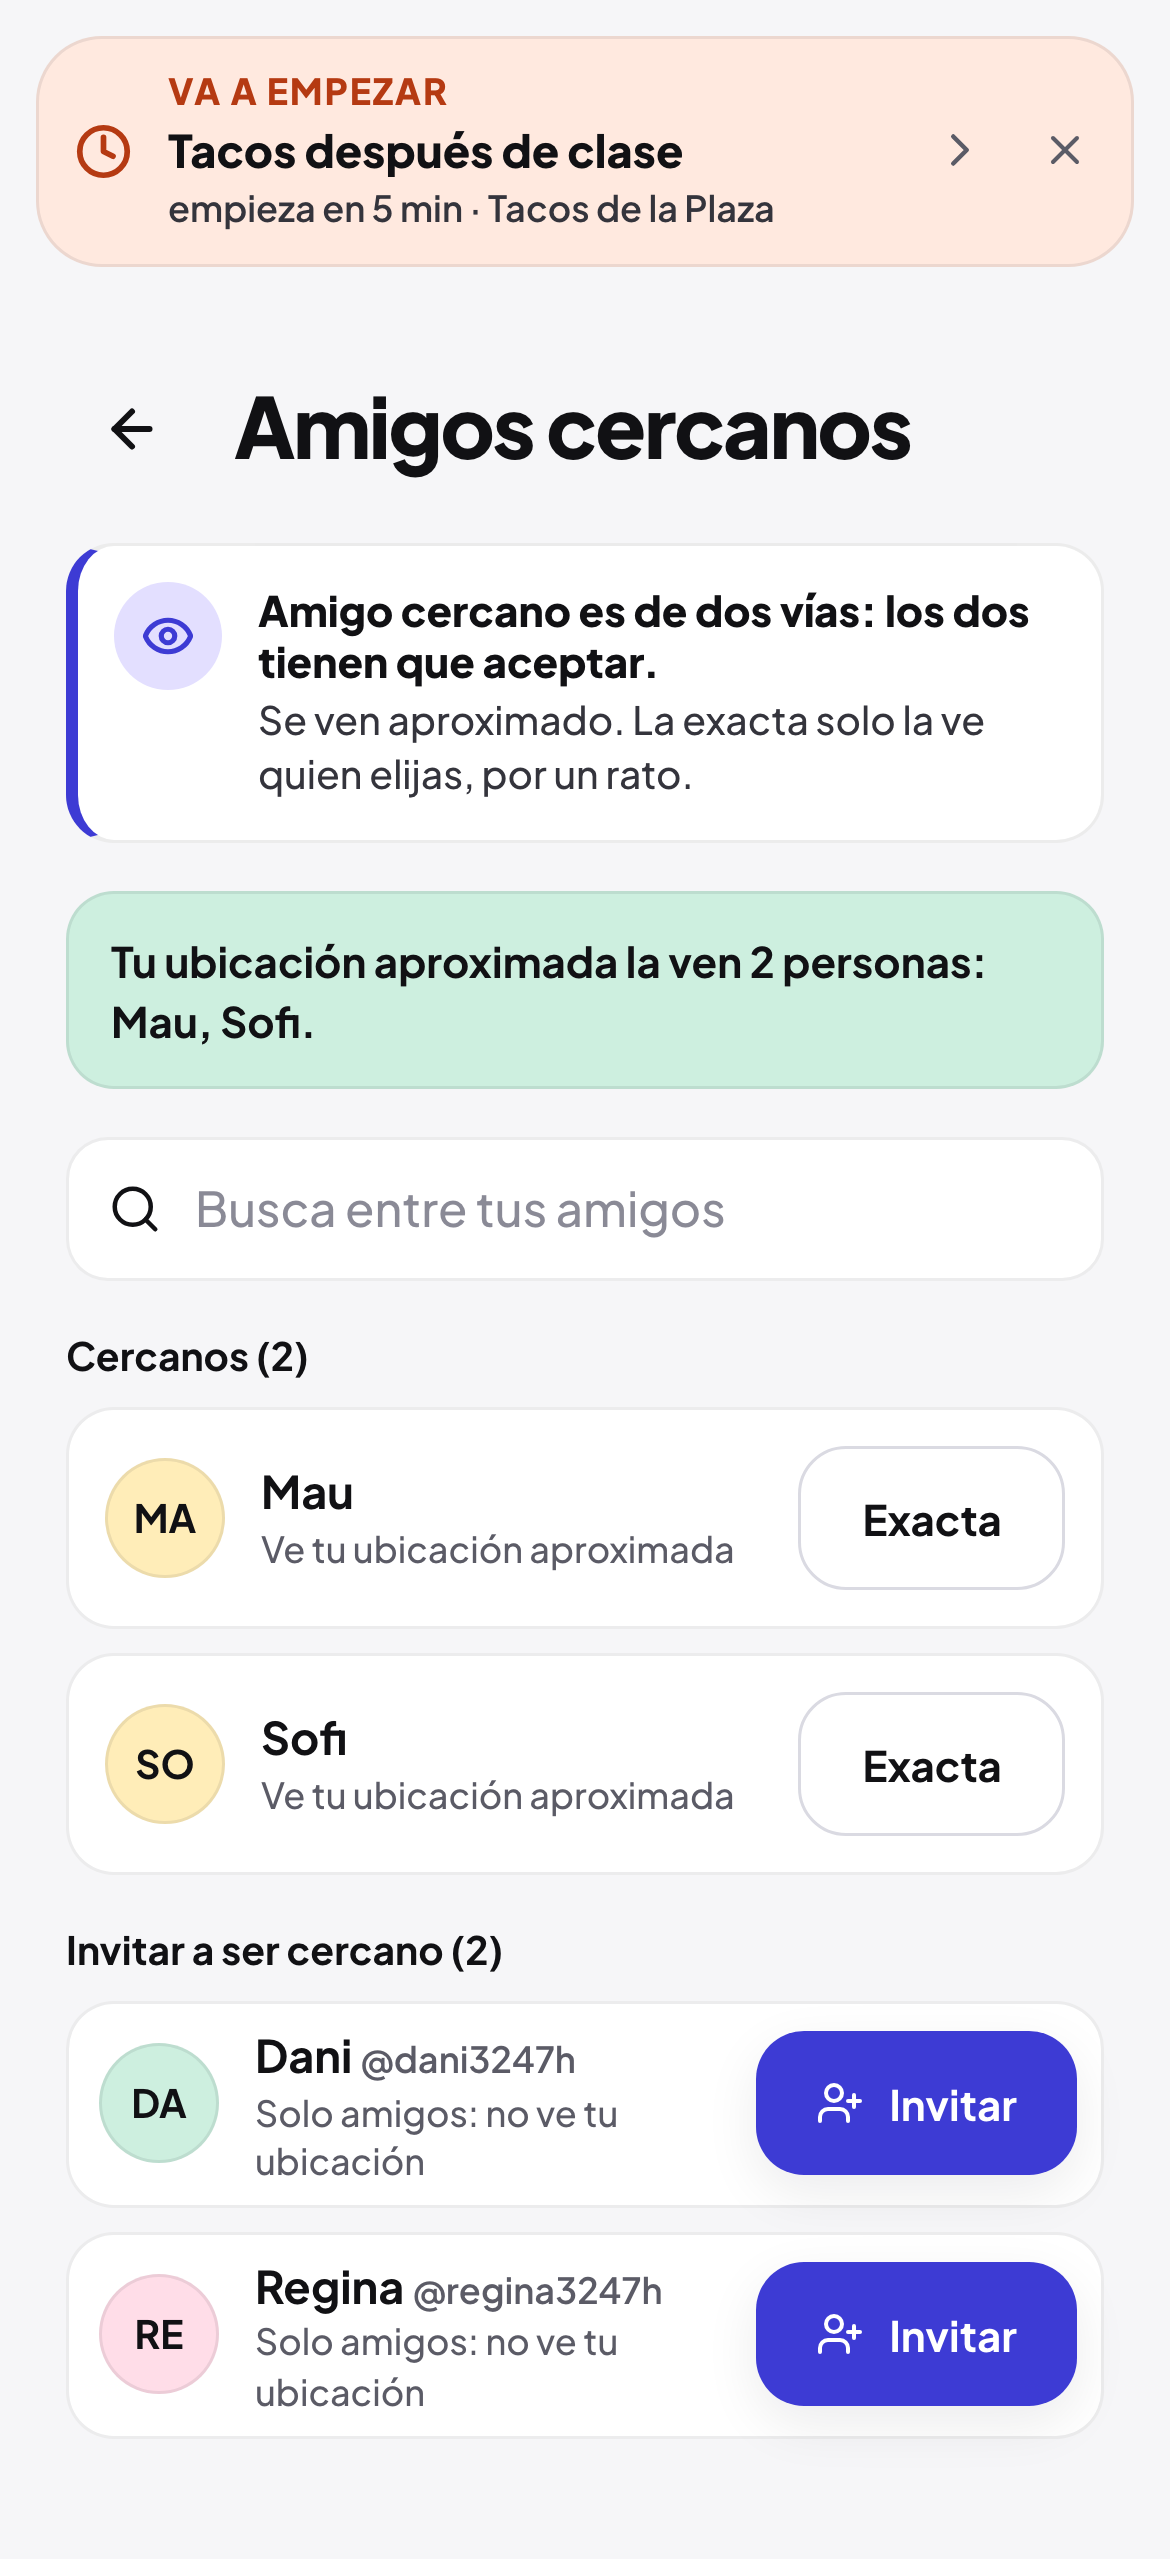 VA A EMPEZAR
Tacos después de clase
empieza en 5 min · Tacos de la Plaza
Amigos cercanos
Amigo cercano es de dos vías: los dos
tienen que aceptar.
Se ven aproximado. La exacta solo la ve
quien elijas, por un rato.
Tu ubicación aproximada la ven 2 personas:
Mau, Sofi.
Busca entre tus amigos
Cercanos (2)
MA
Mau
Ve tu ubicación aproximada
Exacta
SO
Sofi
Ve tu ubicación aproximada
Exacta
Invitar a ser cercano (2)
DA
Dani @dani3247h
Solo amigos: no ve tu
ubicación
Invitar
RE
Regina @regina3247h
Solo amigos: no ve tu
ubicación
Invitar